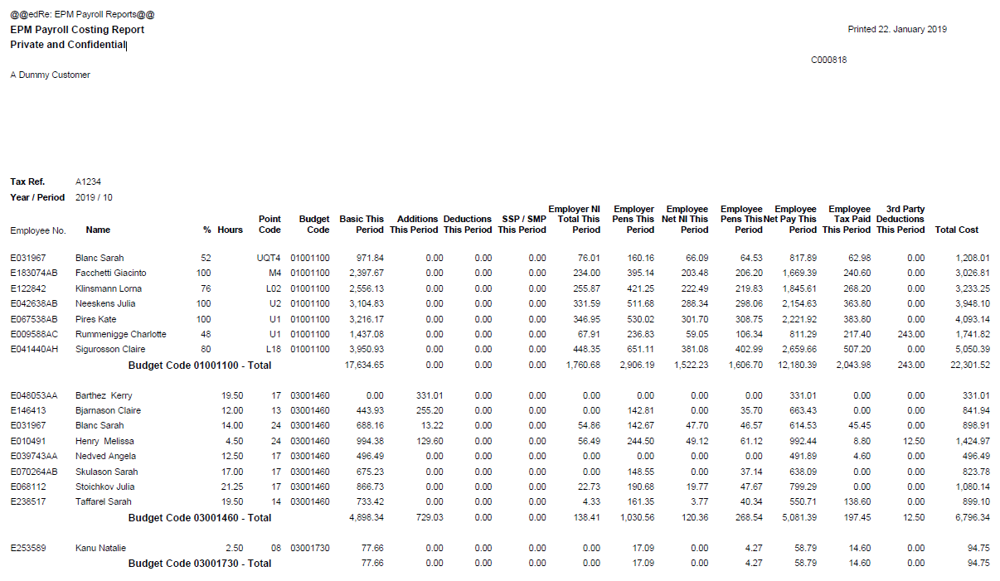 @@edRe: EPM Payroll Reports@@
EPM Payroll Costing Report Printed 22. January 2019
Private and Confidential
C000818
A Dummy Customer
Tax Ref. A1234
Year / Period 2019 / 10
Employer NI Employer Employee Employee Employee Employee 3rd Party
Point Budget Basic This Additions Deductions SSP / SMP Total This Pens This Net NI This Pens This Net Pay This Tax Paid Deductions
Employee No. Name % Hours Code Code Period This Period This Period This Period Period Period Period Period Period This Period This Period Total Cost
E031967 Blanc Sarah 52 UQT4 01001100 971.84 0.00 0.00 0.00 76.01 160.16 66.09 64.53 817.89 62.98 0.00 1,208.01
E183074AB Facchetti Giacinto 100 M4 01001100 2,397.67 0.00 0.00 0.00 234.00 395.14 203.48 206.20 1,669.39 240.60 0.00 3,026.81
E122842 Klinsmann Lorna 76 L02 01001100 2,556.13 0.00 0.00 0.00 255.87 421.25 222.49 219.83 1,845.61 268.20 0.00 3,233.25
E042638AB Neeskens Julia 100 U2 01001100 3,104.83 0.00 0.00 0.00 331.59 511.68 288.34 298.06 2,154.63 363.80 0.00 3,948.10
E067538AB Pires Kate 100 U1 01001100 3,216.17 0.00 0.00 0.00 346.95 530.02 301.70 308.75 2,221.92 383.80 0.00 4,093.14
E009588AC Rummenigge Charlotte 48 U1 01001100 1,437.08 0.00 0.00 0.00 67.91 236.83 59.05 106.34 811.29 217.40 243.00 1,741.82
E041440AH Sigurosson Claire 80 L18 01001100 3,950.93 0.00 0.00 0.00 448.35 651.11 381.08 402.99 2,659.66 507.20 0.00 5,050.39
Budget Code 01001100 - Total 17,634.65 0.00 0.00 0.00 1,760.68 2,906.19 1,522.23 1,606.70 12,180.39 2,043.98 243.00 22,301.52
E048053AA Barthez Kerry 19.50 17 03001460 0.00 331.01 0.00 0.00 0.00 0.00 0.00 0.00 331.01 0.00 0.00 331.01
E146413 Bjarnason Claire 12.00 13 03001460 443.93 255.20 0.00 0.00 0.00 142.81 0.00 35.70 663.43 0.00 0.00 841.94
E031967 Blanc Sarah 14.00 24 03001460 688.16 13.22 0.00 0.00 54.86 142.67 47.70 46.57 614.53 45.45 0.00 898.91
E010491 Henry Melissa 4.50 24 03001460 994.38 129.60 0.00 0.00 56.49 244.50 49.12 61.12 992.44 8.80 12.50 1,424.97
E039743AA Nedved Angela 12.50 17 03001460 496.49 0.00 0.00 0.00 0.00 0.00 0.00 0.00 491.89 4.60 0.00 496.49
E070264AB Skulason Sarah 17.00 17 03001460 675.23 0.00 0.00 0.00 0.00 148.55 0.00 37.14 638.09 0.00 0.00 823.78
E068112 Stoichkov Julia 21.25 17 03001460 866.73 0.00 0.00 0.00 22.73 190.68 19.77 47.67 799.29 0.00 0.00 1,080.14
E238517 Taffarel Sarah 19.50 14 03001460 733.42 0.00 0.00 0.00 4.33 161.35 3.77 40.34 550.71 138.60 0.00 899.10
Budget Code 03001460 - Total 4,898.34 729.03 0.00 0.00 138.41 1,030.56 120.36 268.54 5,081.39 197.45 12.50 6,796.34
E253589 Kanu Natalie 2.50 08 03001730 77.66 0.00 0.00 0.00 0.00 17.09 0.00 4.27 58.79 14.60 0.00 94.75
Budget Code 03001730 - Total 77.66 0.00 0.00 0.00 0.00 17.09 0.00 4.27 58.79 14.60 0.00 94.75